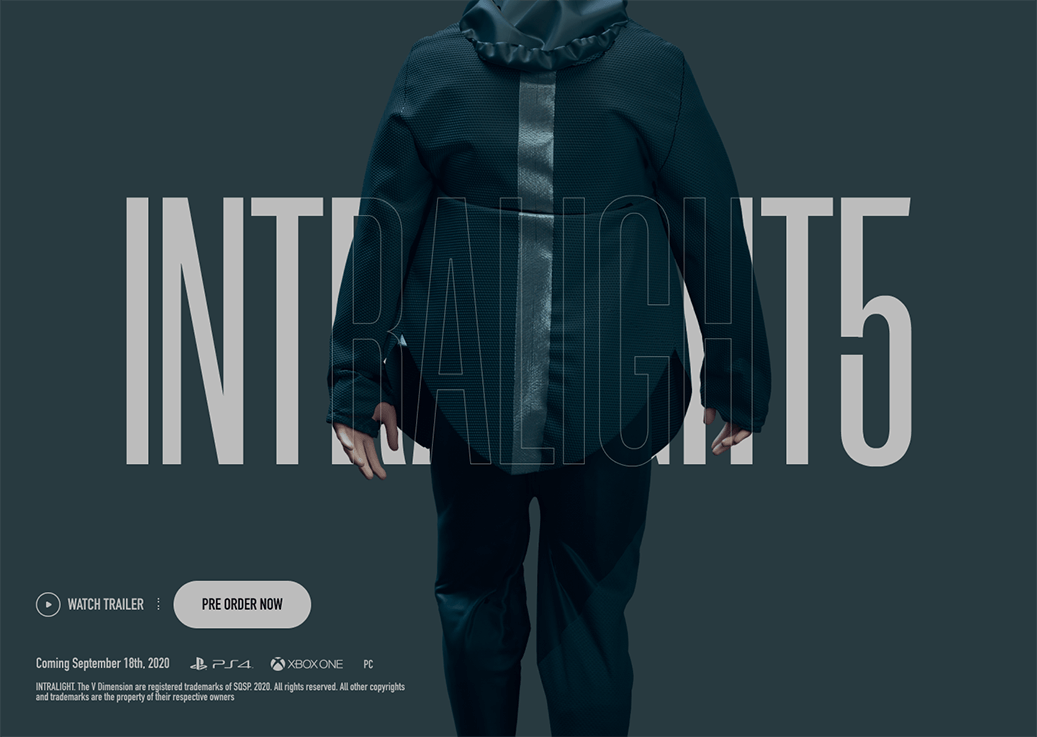 INTRALIGHT5
WATCH TRAILER
PRE ORDER NOW
Coming September 18th, 2020 PS4 XBOX ONE PC
INTRALIGHT. The V Dimension are registered trademarks of SQSP. 2020. All rights reserved. All other copyrights
and trademarks are the property of their respective owners